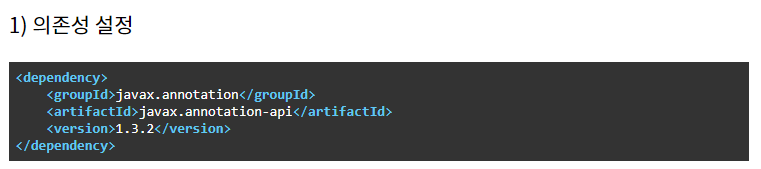 1) 의존성 설정
<dependency>
    <groupId>javax.annotation</groupId>
    <artifactId>javax.annotation-api</artifactId>
    <version>1.3.2</version>
</dependency>